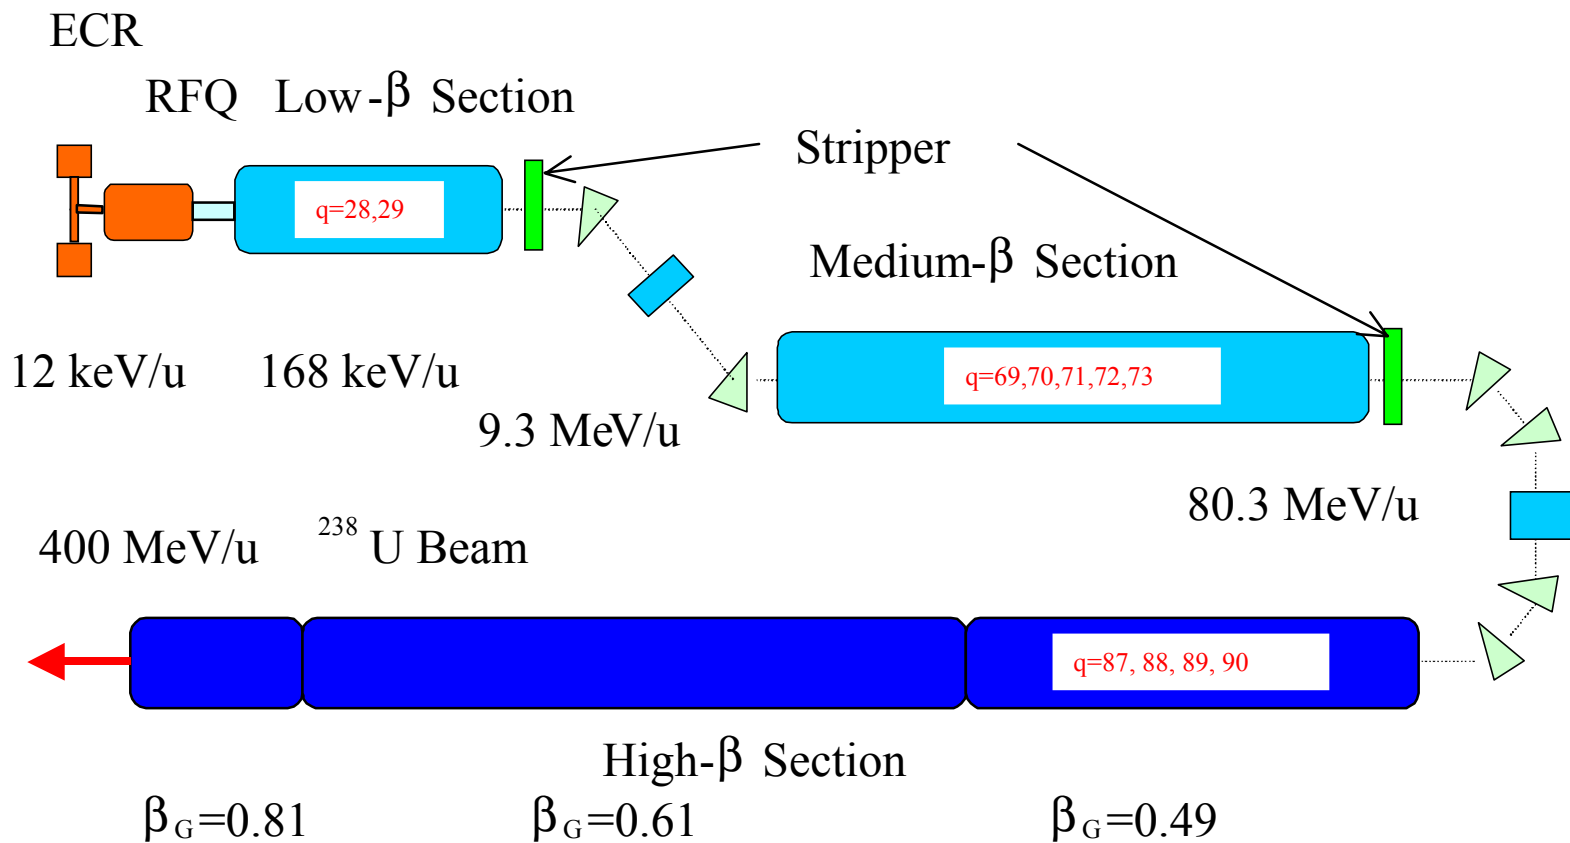 ECR
RFQ Low-β Section
Stripper
q=28,29
Medium-β Section
12 keV/u 168 keV/u
q=69,70,71,72,73
9.3 MeV/u
80.3 MeV/u
400 MeV/u 238 U Beam
q=87, 88, 89, 90
High-β Section
βG=0.81 βG=0.61 βG=0.49